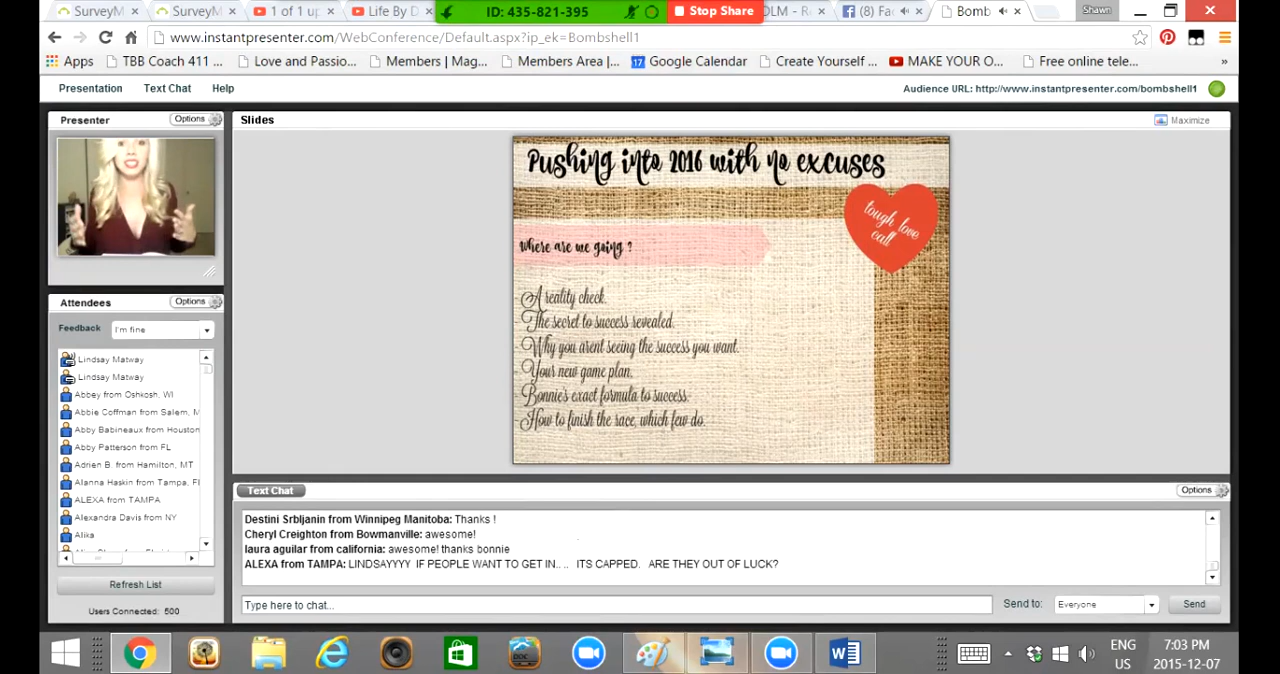 SurveyM
SurveyM
1 of 1 up
Life By D
ID: 435-821-395
Stop Share
DLM - R
(8) Fac
Bomb
Shawn
www.instantpresenter.com/WebConference/Default.aspx?ip_ek=Bombshell1
Apps
TBB Coach 411 ...
Love and Passio...
Members | Mag...
Members Area |...
17 Google Calendar
Create Yourself ...
MAKE YOUR O...
Free online tele...
»
Presentation
Text Chat
Help
Audience URL: http://www.instantpresenter.com/bombshell1
Presenter
Options
Slides
Maximize
Pushing into 2016 with no excuses
tough love
call
Where are we going ?
A reality check.
The secret to success revealed.
Why you arent seeing the success you want.
Your new game plan.
Bonnie's exact formula to success.
How to finish the race, which few do.
Attendees
Options
Feedback
I'm fine
Lindsay Matway
Lindsay Matway
Abbey from Oshkosh, WI
Abbie Coffman from Salem, M
Abby Babineaux from Houston
Abby Patterson from FL
Adrien B. from Hamilton, MT
Alanna Haskin from Tampa, Fl
ALEXA from TAMPA
Alexandra Davis from NY
Alika
Refresh List
Users Connected: 500
Text Chat
Options
Destini Srbljanin from Winnipeg Manitoba: Thanks !
Cheryl Creighton from Bowmanville: awesome!
laura aguilar from california: awesome! thanks bonnie
ALEXA from TAMPA: LINDSAYYYY IF PEOPLE WANT TO GET IN.... ITS CAPPED. ARE THEY OUT OF LUCK?
Type here to chat...
Send to:
Everyone
Send
DOC
ENG
US
7:03 PM
2015-12-07